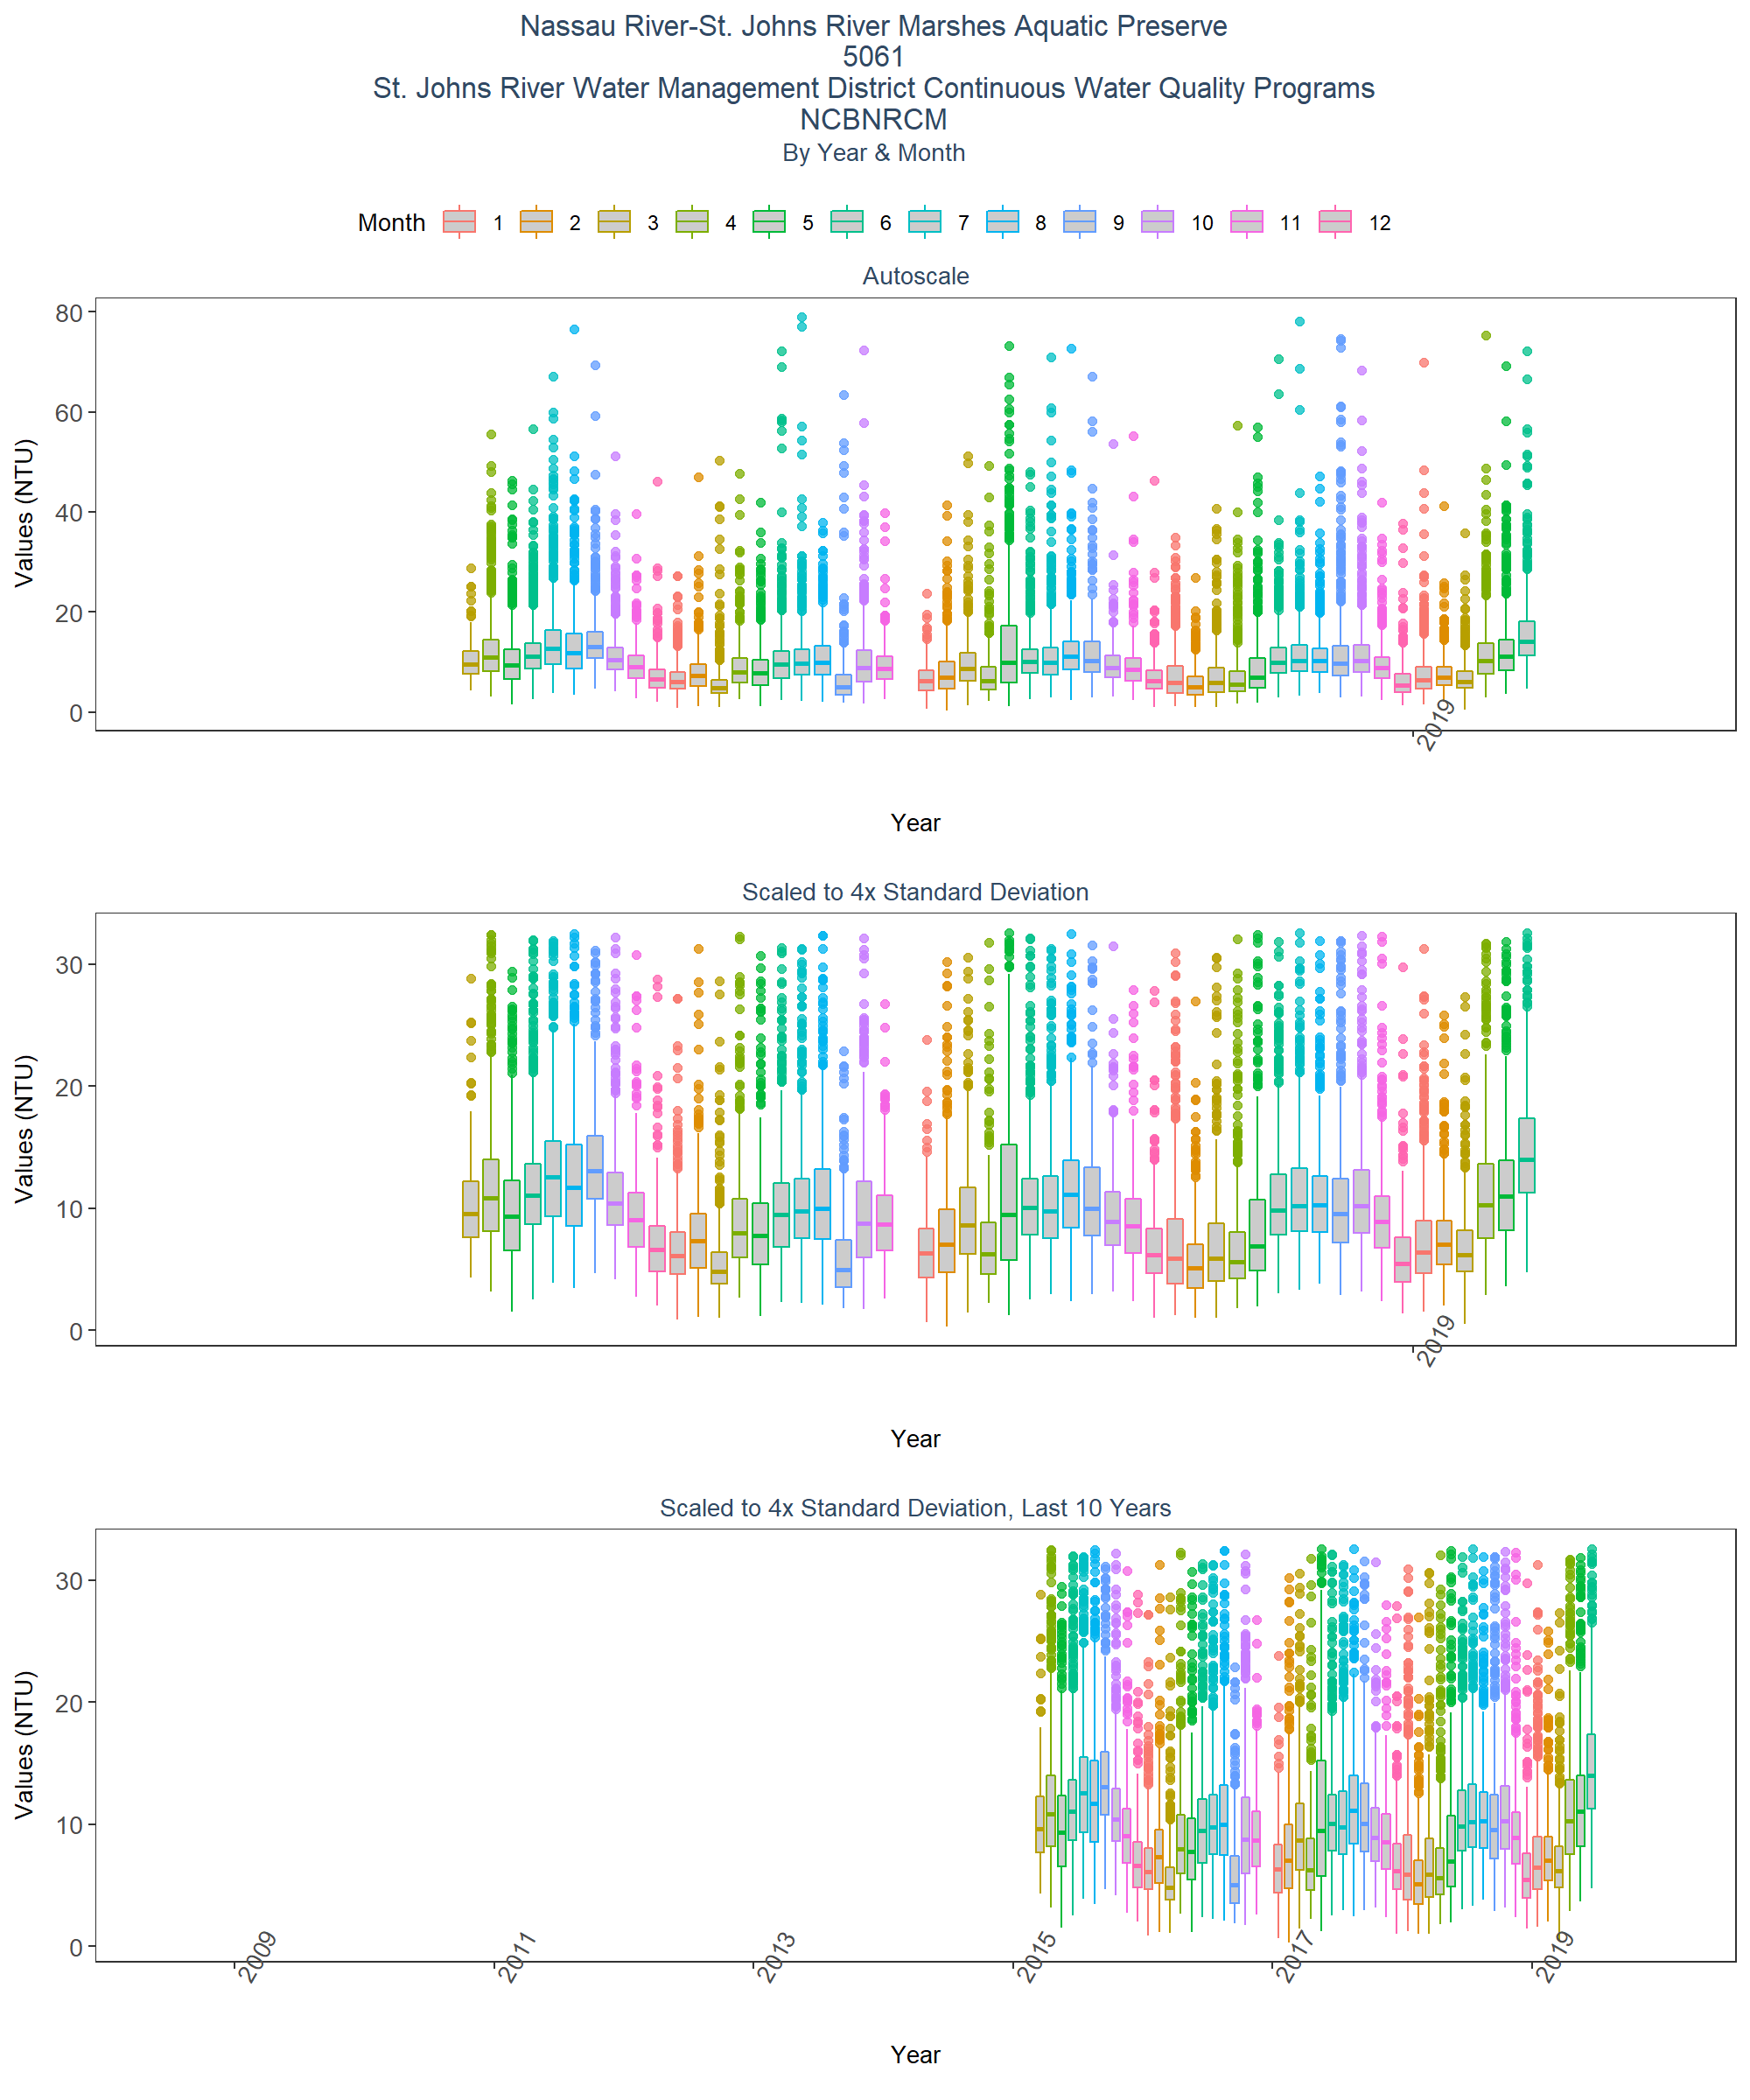 Nassau River-St. Johns River Marshes Aquatic Preserve
5061
St. Johns River Water Management District Continuous Water Quality Programs
NCBNRCM
By Year & Month
Month 1 2 3 4 5 6 7 8 9 10 11 12
Autoscale
Values (NTU)
80
60
40
20
0
2019
Year
Scaled to 4x Standard Deviation
Values (NTU)
30
20
10
0
2019
Year
Scaled to 4x Standard Deviation, Last 10 Years
Values (NTU)
30
20
10
0
2009 2011 2013 2015 2017 2019
Year